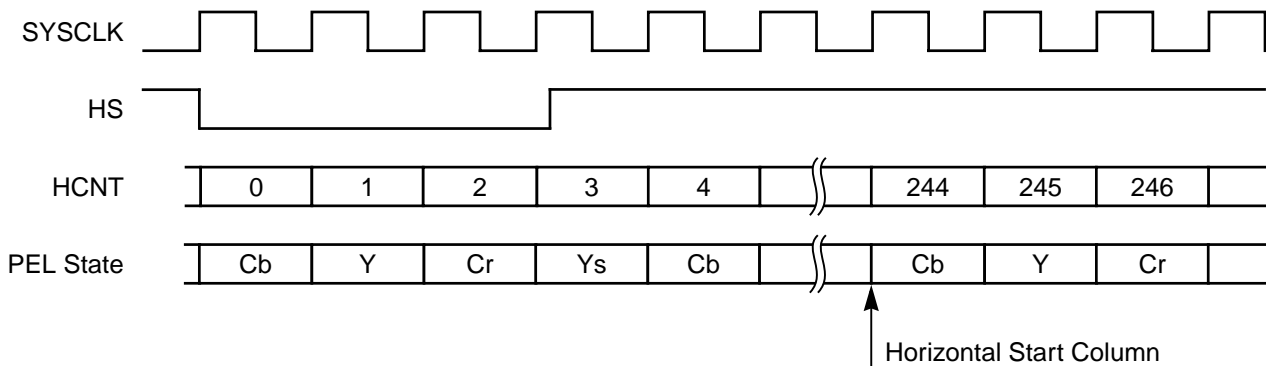 SYSCLK
HS
HCNT 0 1 2 3 4 244 245 246
PEL State Cb Y Cr Ys Cb Cb Y Cr
Horizontal Start Column